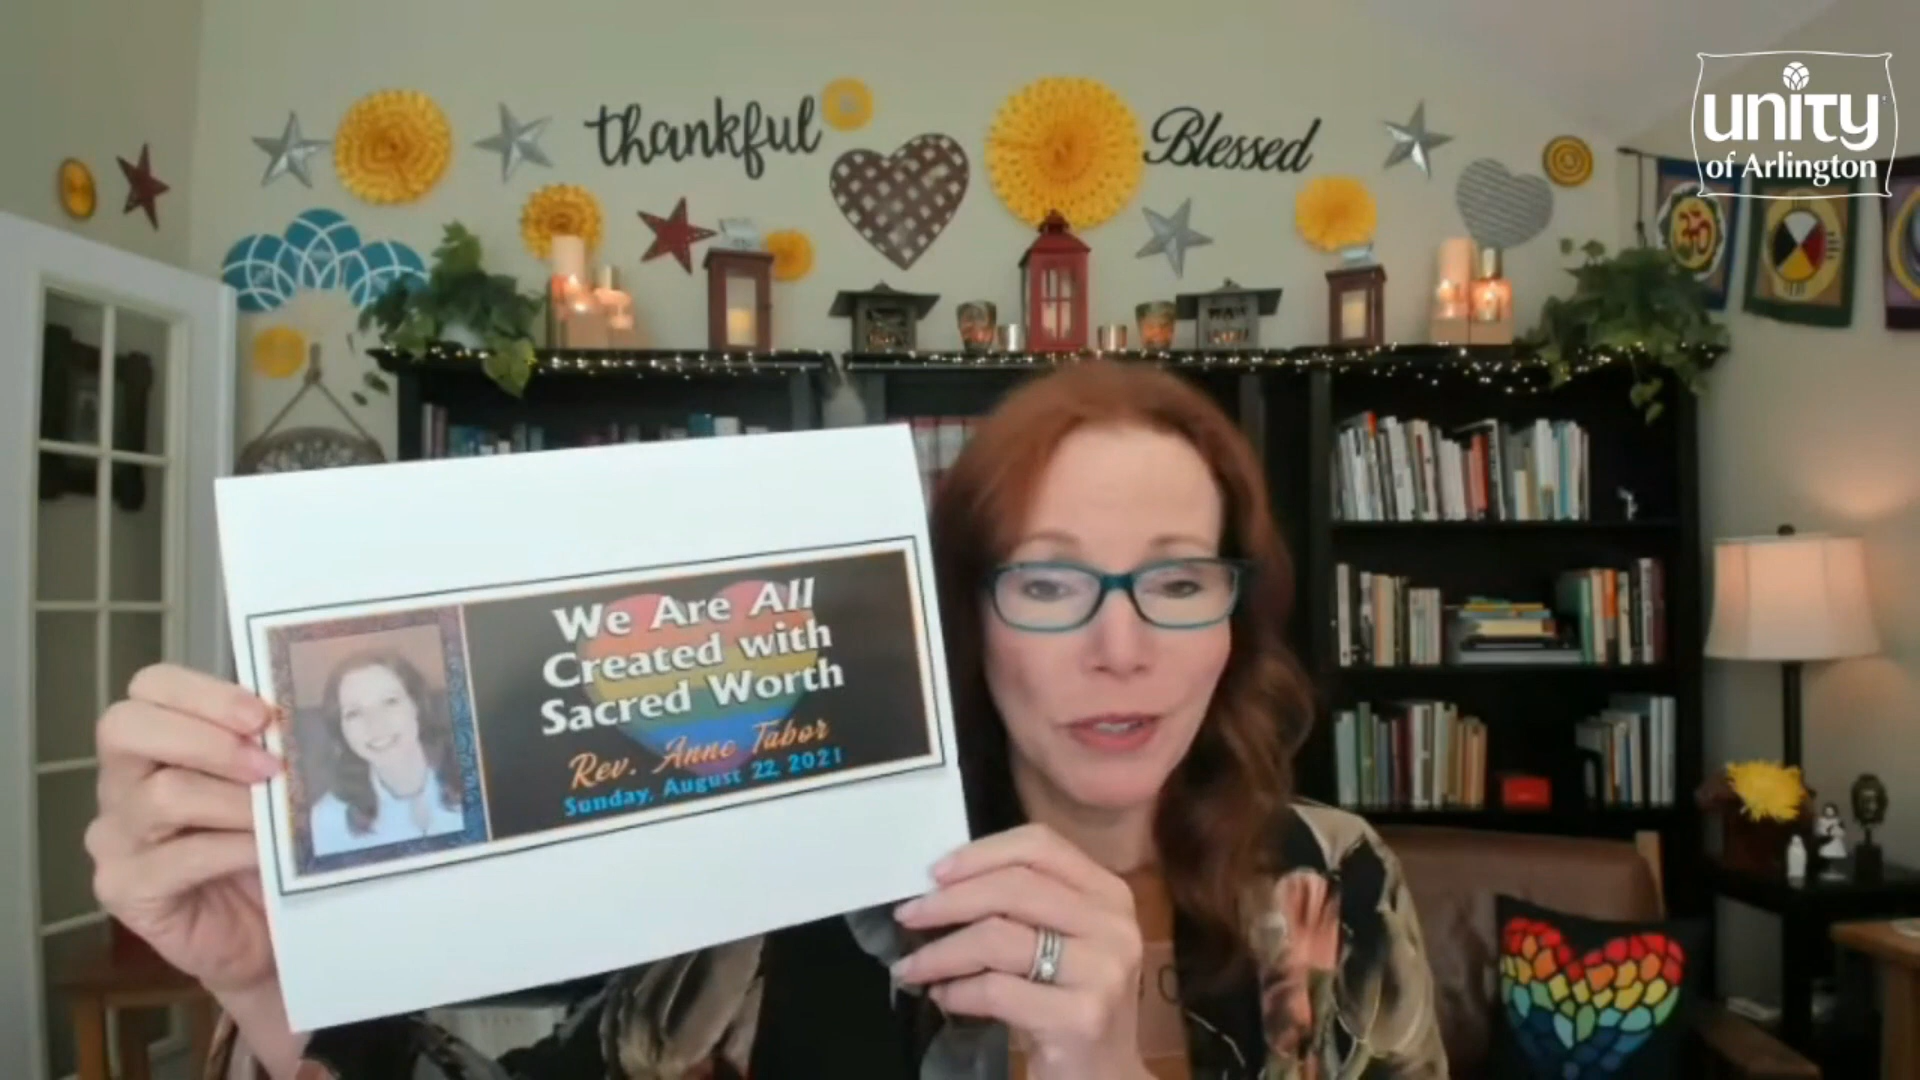 thankful
Blessed
unity
of Arlington
We Are All
Created with
Sacred Worth
Rev. Anne Tabor
Sunday, August 22, 2021